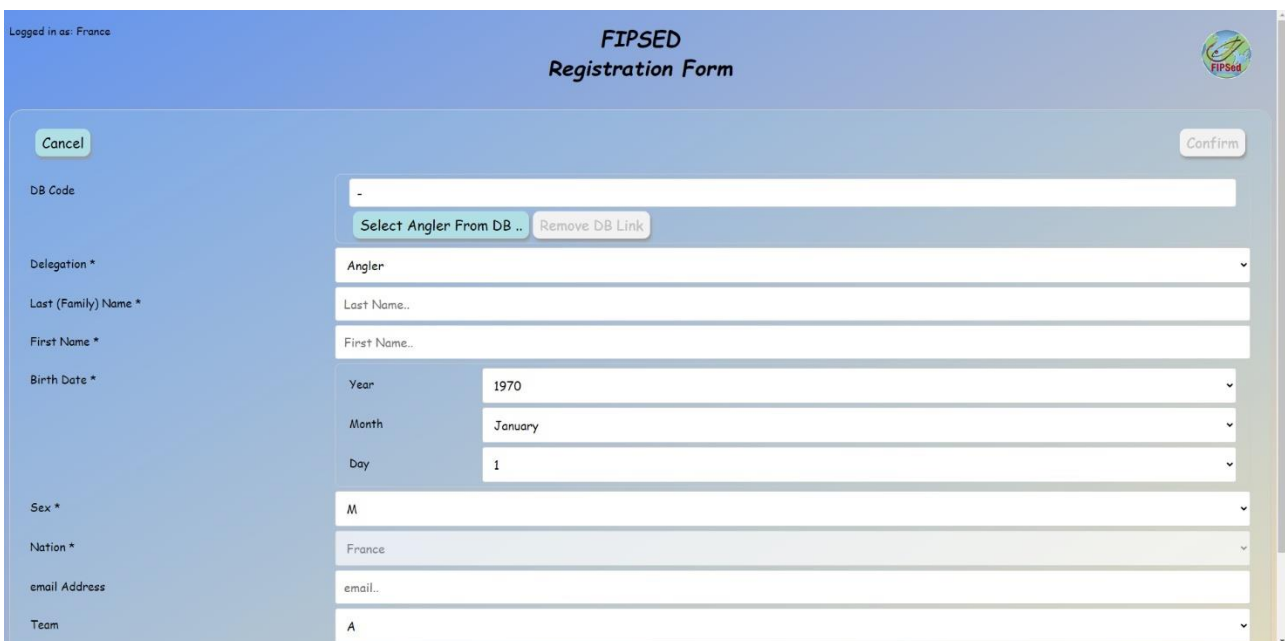 Logged in as: France
FIPSED
Registration Form
FIPSed
Cancel
Confirm
DB Code
-
Select Angler From DB ..
Remove DB Link
Delegation *
Angler
Last (Family) Name *
Last Name..
First Name *
First Name..
Birth Date *
Year
1970
Month
January
Day
1
Sex *
M
Nation *
France
email Address
email..
Team
A